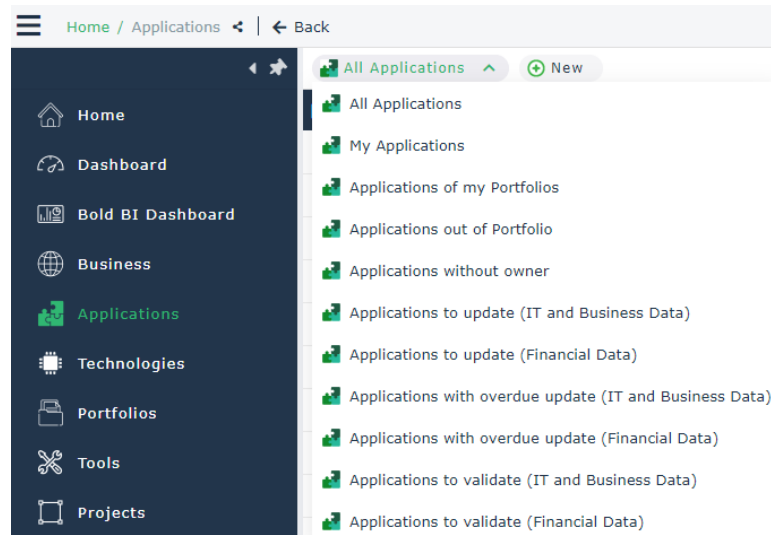 Home / Applications Back
All Applications New
Home
Dashboard
Bold BI Dashboard
Business
Applications
Technologies
Portfolios
Tools
Projects
All Applications
My Applications
Applications of my Portfolios
Applications out of Portfolio
Applications without owner
Applications to update (IT and Business Data)
Applications to update (Financial Data)
Applications with overdue update (IT and Business Data)
Applications with overdue update (Financial Data)
Applications to validate (IT and Business Data)
Applications to validate (Financial Data)